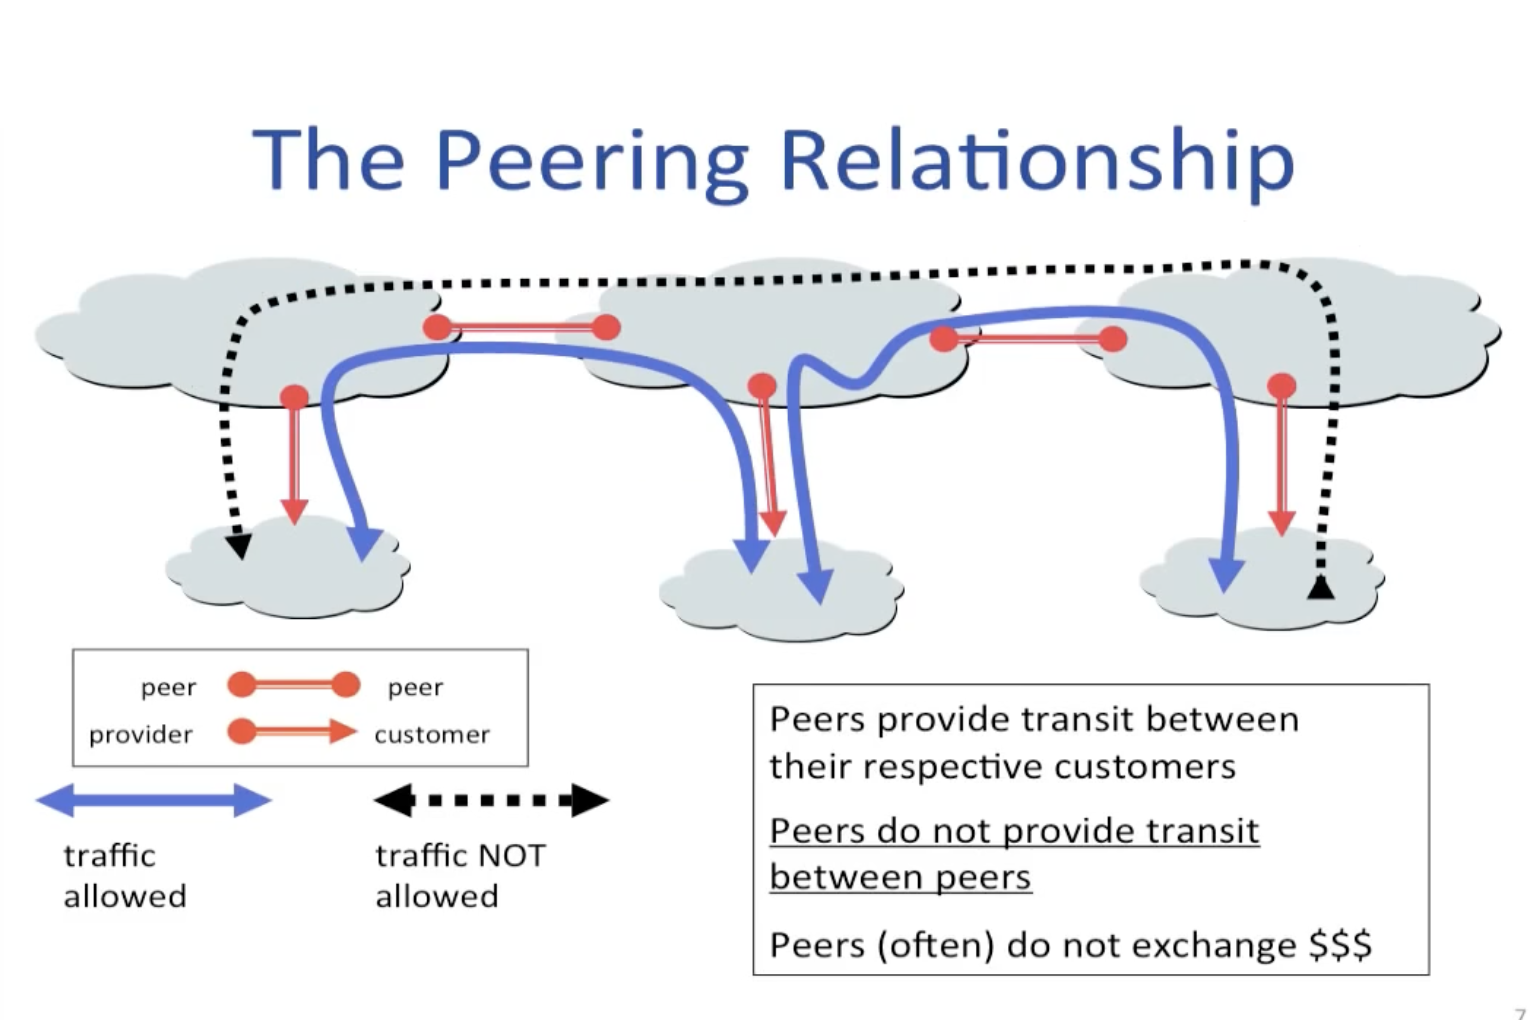 The Peering Relationship
peer peer
provider customer
traffic
allowed
traffic NOT
allowed
Peers provide transit between
their respective customers
Peers do not provide transit
between peers
Peers (often) do not exchange $$$
7